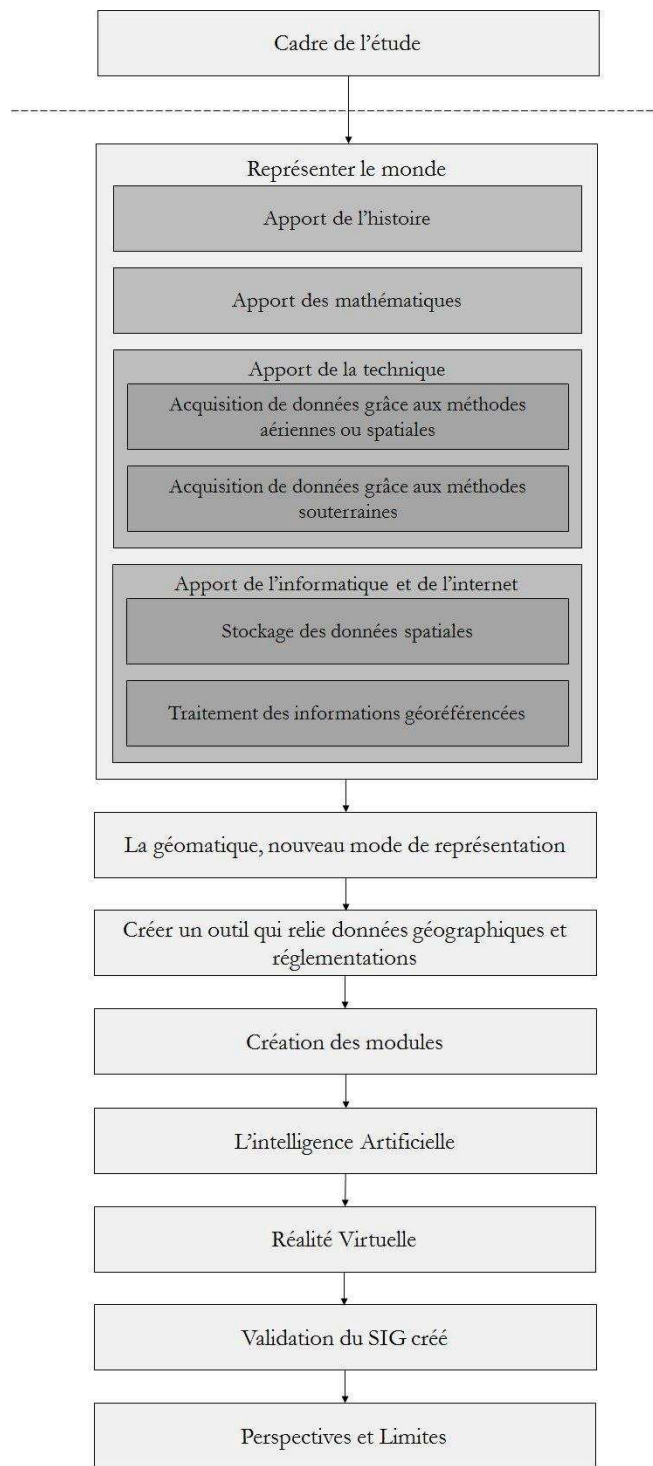 Cadre de l’étude
Représenter le monde
Apport de l’histoire
Apport des mathématiques
Apport de la technique
Acquisition de données grâce aux méthodes
aériennes ou spatiales
Acquisition de données grâce aux méthodes
souterraines
Apport de l’informatique et de l’internet
Stockage des données spatiales
Traitement des informations géoréférencées
La géomatique, nouveau mode de représentation
Créer un outil qui relie données géographiques et
réglementations
Création des modules
L’intelligence Artificielle
Réalité Virtuelle
Validation du SIG créé
Perspectives et Limites